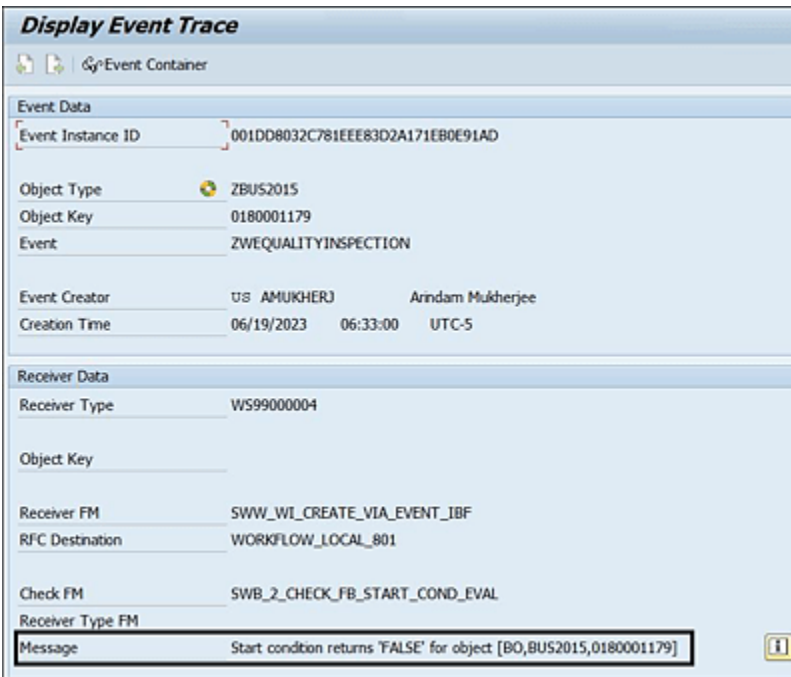 Display Event Trace
Event Container
Event Data
Event Instance ID 001DD8032C781EEE83D2A171EB0E91AD
Object Type ZBUS2015
Object Key 0180001179
Event ZWEQUALITYINSPECTION
Event Creator US AMUKHERJ Arindam Mukherjee
Creation Time 06/19/2023 06:33:00 UTC-5
Receiver Data
Receiver Type WS99000004
Object Key
Receiver FM SWW_WI_CREATE_VIA_EVENT_IBF
RFC Destination WORKFLOW_LOCAL_801
Check FM SWB_2_CHECK_FB_START_COND_EVAL
Receiver Type FM
Message Start condtion returns 'FALSE' for object [BO,BUS2015,0180001179]